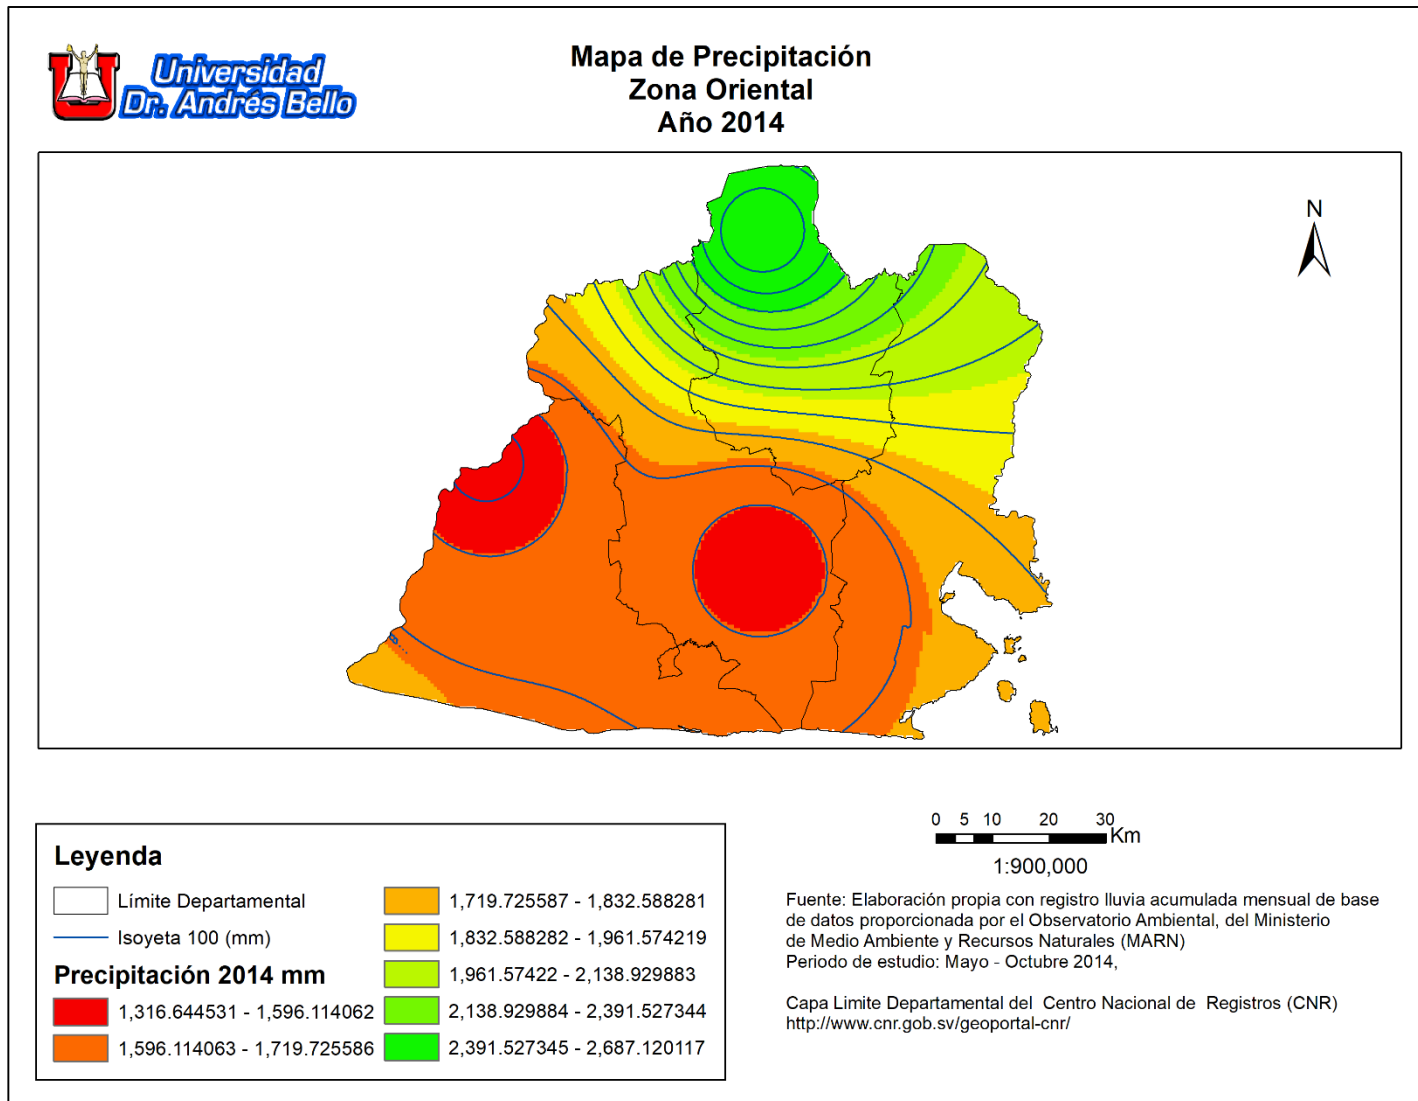 Universidad
Dr. Andrés Bello
Mapa de Precipitación
Zona Oriental
Año 2014
N
Leyenda
Límite Departamental
Isoyeta 100 (mm)
Precipitación 2014 mm
1,316.644531 - 1,596.114062
1,596.114063 - 1,719.725586
1,719.725587 - 1,832.588281
1,832.588282 - 1,961.574219
1,961.57422 - 2,138.929883
2,138.929884 - 2,391.527344
2,391.527345 - 2,687.120117
0 5 10 20 30
Km
1:900,000
Fuente: Elaboración propia con registro lluvia acumulada mensual de base
de datos proporcionada por el Observatorio Ambiental, del Ministerio
de Medio Ambiente y Recursos Naturales (MARN)
Periodo de estudio: Mayo - Octubre 2014,
Capa Limite Departamental del Centro Nacional de Registros (CNR)
http://www.cnr.gob.sv/geoportal-cnr/